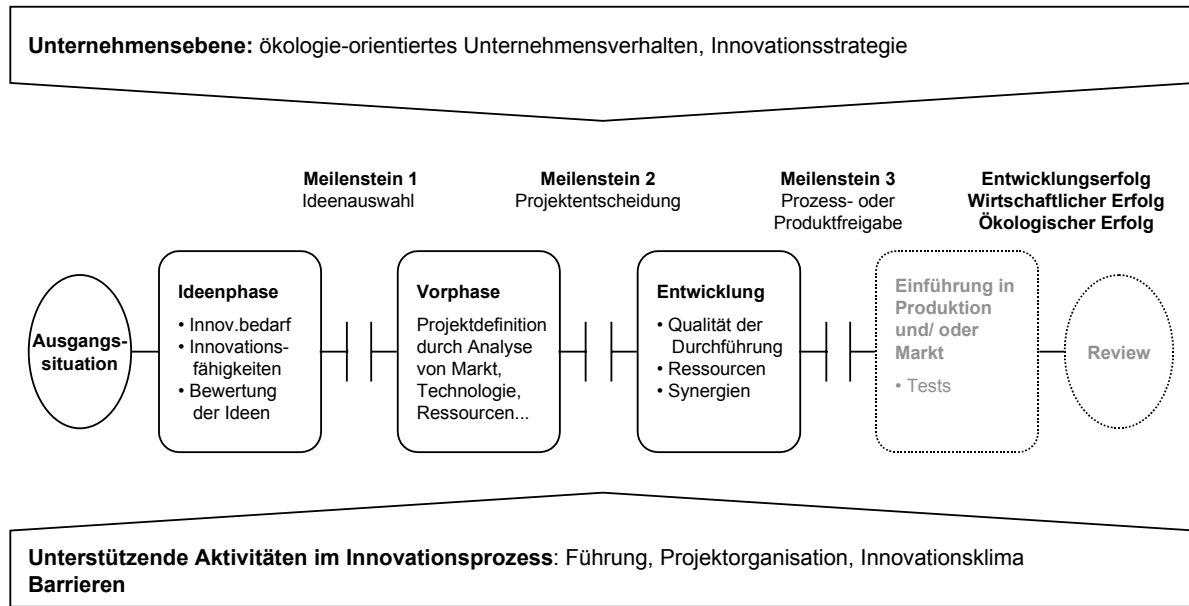 Unternehmensebene: ökologie-orientiertes Unternehmensverhalten, Innovationsstrategie
Meilenstein 1
Ideenauswahl
Meilenstein 2
Projektentscheidung
Meilenstein 3
Prozess- oder
Produktfreigabe
Entwicklungserfolg
Wirtschaftlicher Erfolg
Ökologischer Erfolg
Ausgangs-
situation
Ideenphase
• Innov.bedarf
• Innovations-
fähigkeiten
• Bewertung
der Ideen
Vorphase
Projektdefinition
durch Analyse
von Markt,
Technologie,
Ressourcen...
Entwicklung
• Qualität der
Durchführung
• Ressourcen
• Synergien
Einführung in
Produktion
und/ oder
Markt
• Tests
Review
Unterstützende Aktivitäten im Innovationsprozess: Führung, Projektorganisation, Innovationsklima
Barrieren